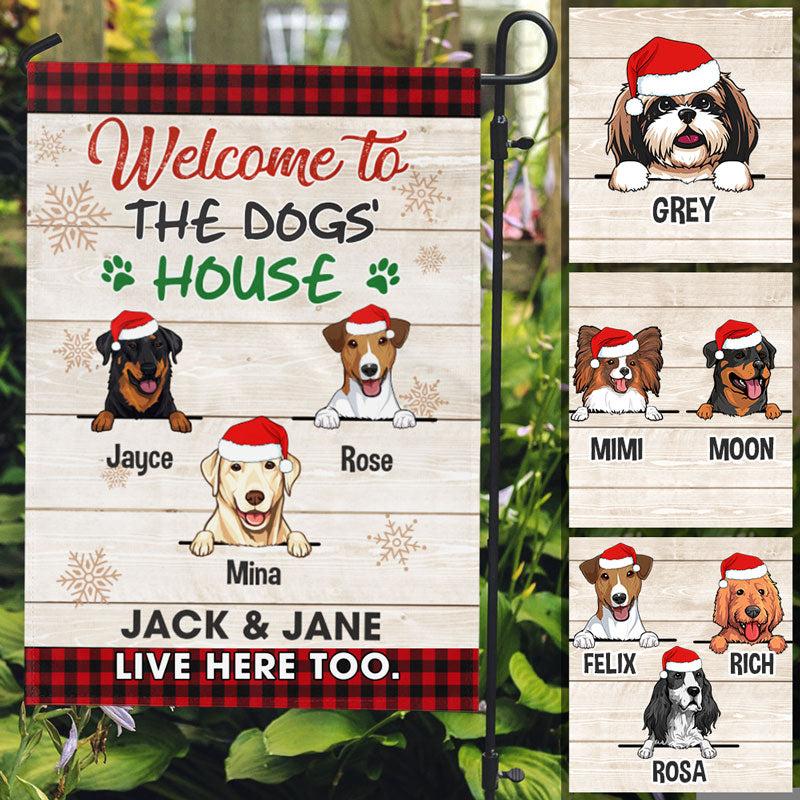 Welcome to
THE DOGS'
HOUSE
Jayce
Rose
Mina
JACK & JANE
LIVE HERE TOO.
GREY
MIMI
MOON
FELIX
RICH
ROSA